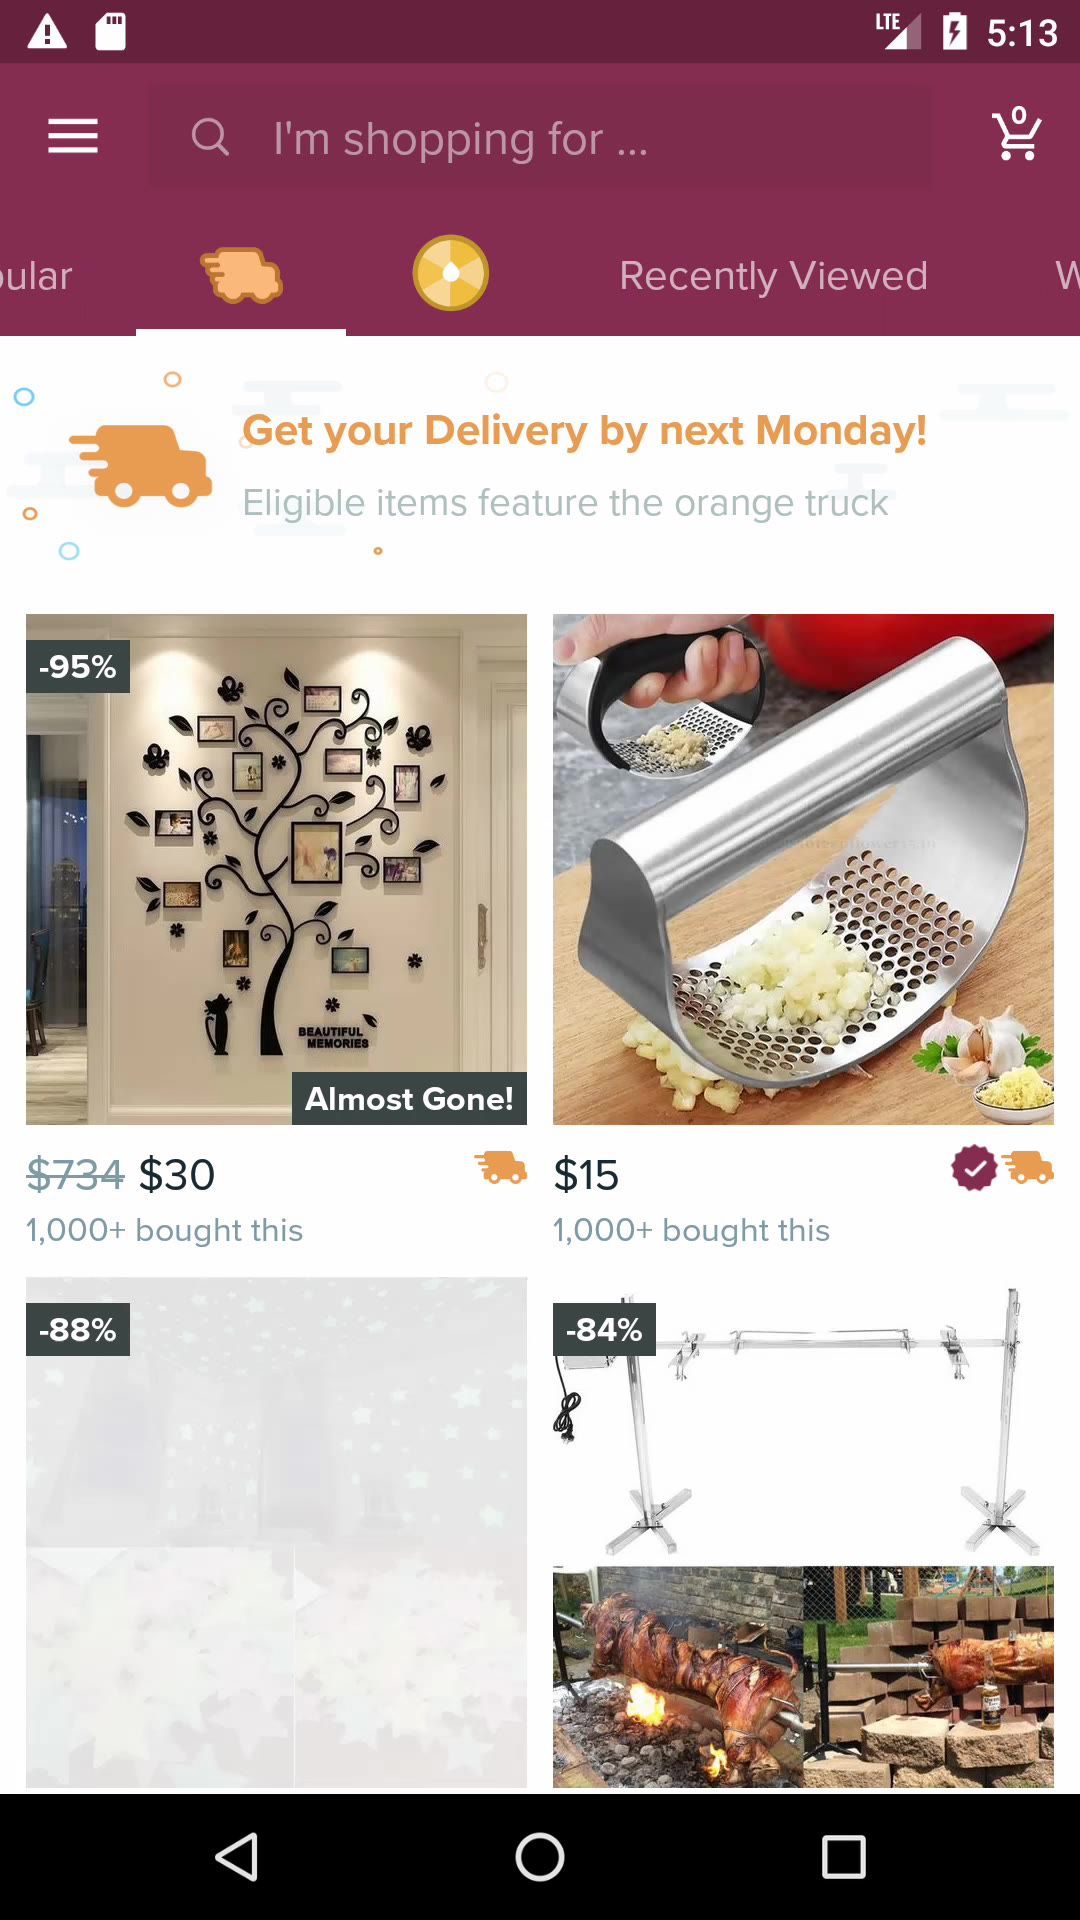 LTE 5:13
I'm shopping for ...
0
ular
Recently Viewed
W
Get your Delivery by next Monday!
Eligible items feature the orange truck
-95%
BEAUTIFUL
MEMORIES
Almost Gone!
$734 $30
$15
1,000+ bought this
1,000+ bought this
-88%
-84%